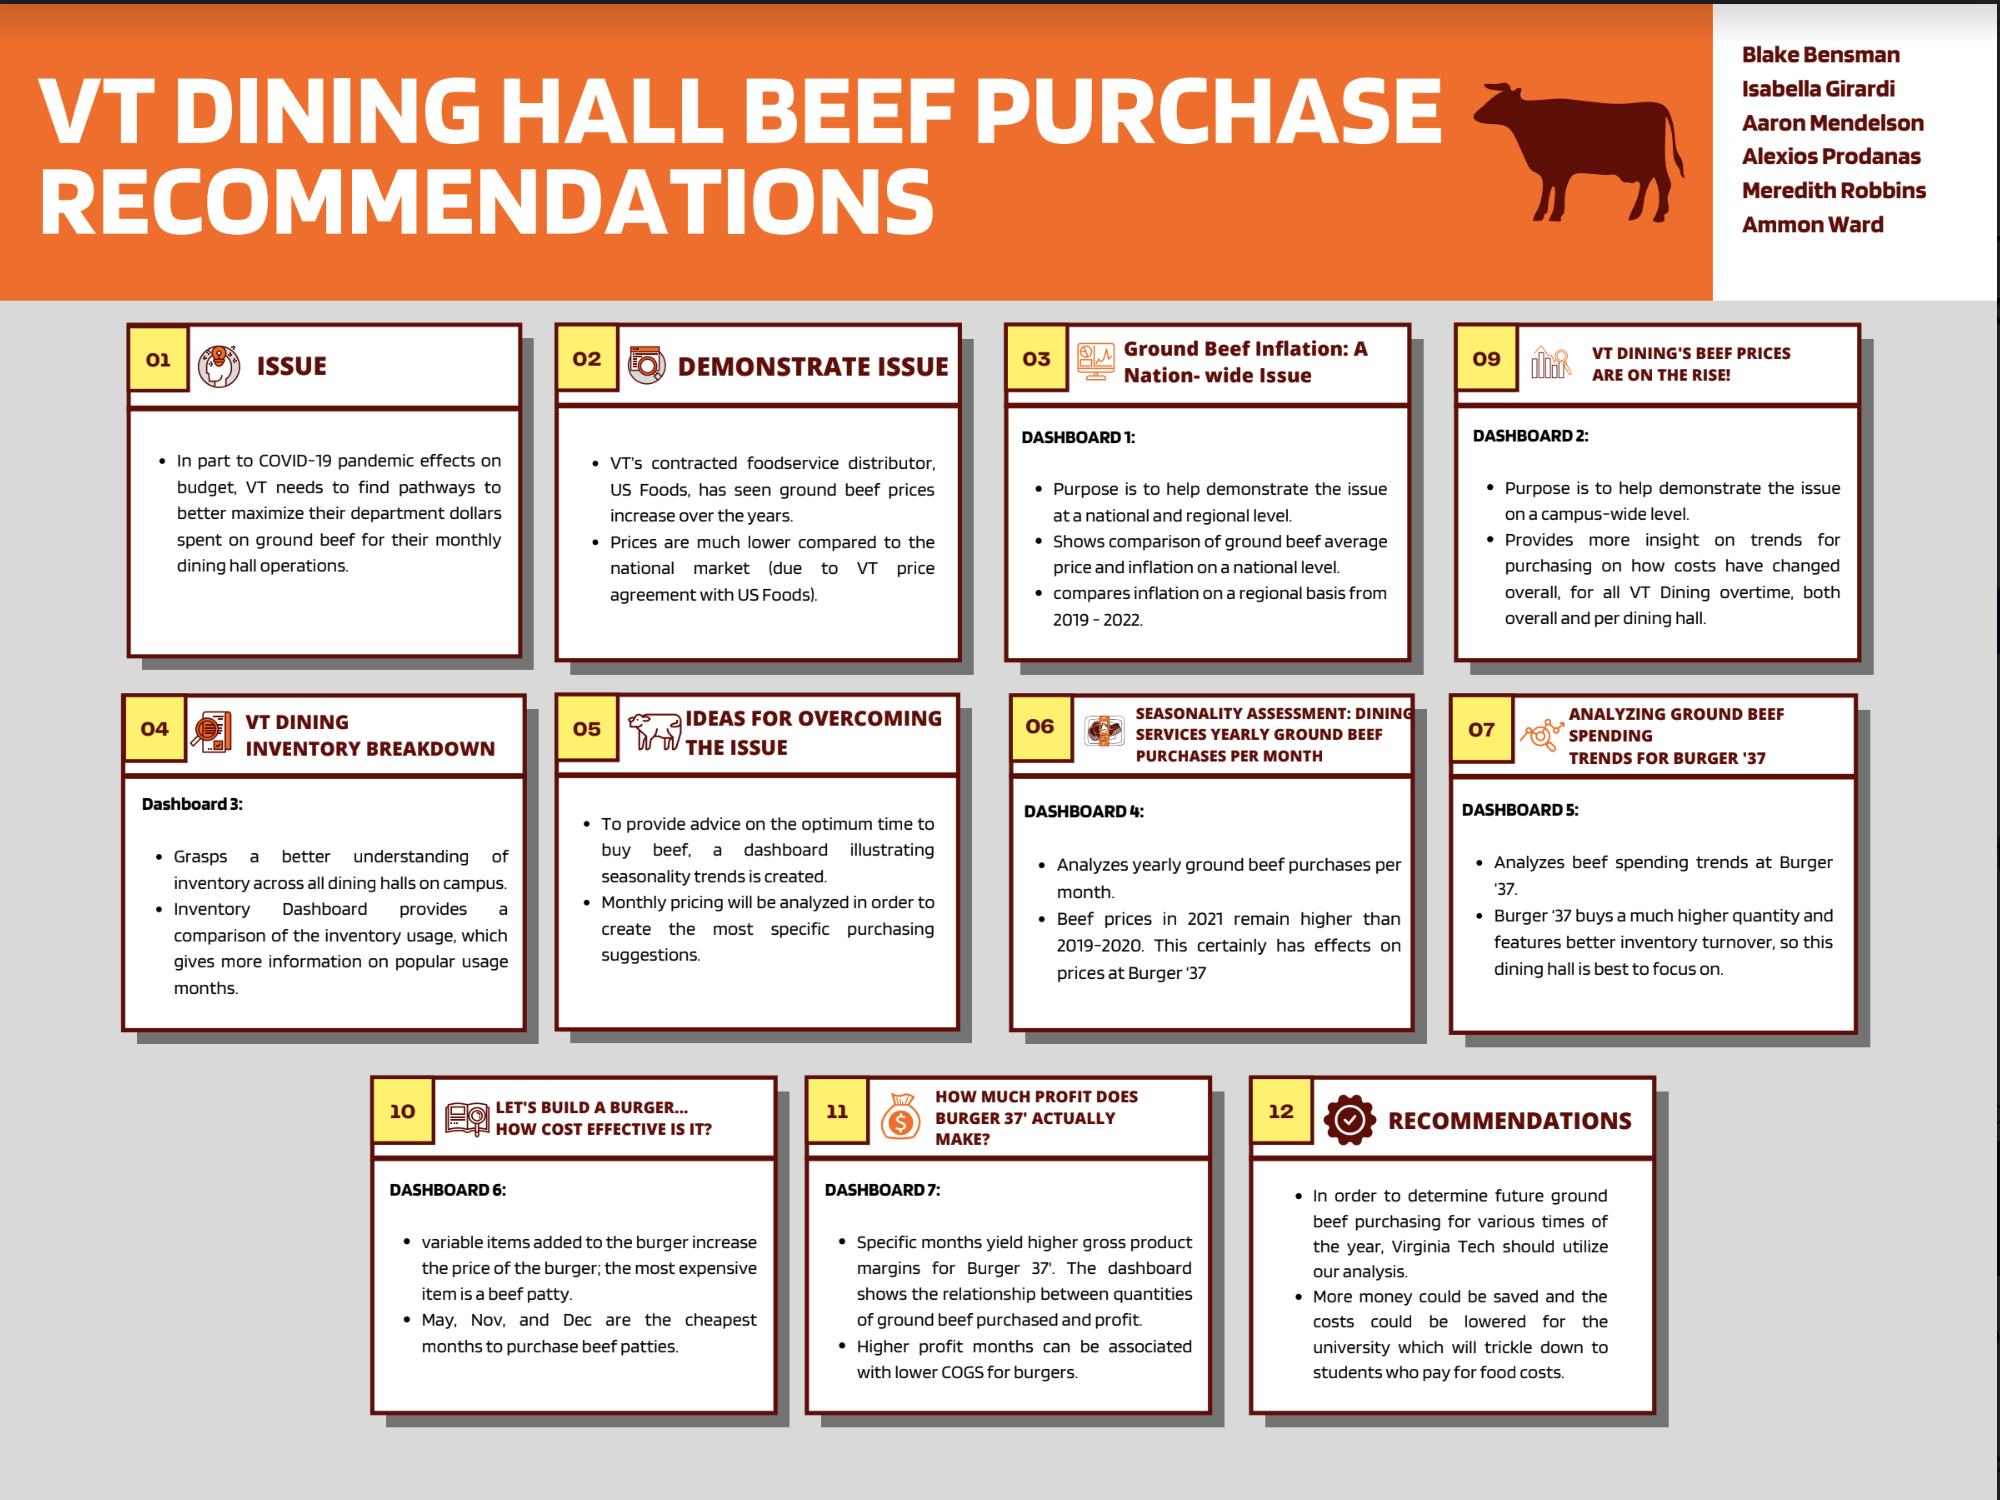 VT DINING HALL BEEF PURCHASE
RECOMMENDATIONS
Blake Bensman
Isabella Girardi
Aaron Mendelson
Alexios Prodanas
Meredith Robbins
Ammon Ward
01
ISSUE
• In part to COVID-19 pandemic effects on
budget, VT needs to find pathways to
better maximize their department dollars
spent on ground beef for their monthly
dining hall operations.
02
DEMONSTRATE ISSUE
• VT's contracted foodservice distributor,
US Foods, has seen ground beef prices
increase over the years.
• Prices are much lower compared to the
national market (due to VT price
agreement with US Foods).
03
Ground Beef Inflation: A
Nation- wide Issue
DASHBOARD 1:
• Purpose is to help demonstrate the issue
at a national and regional level.
• Shows comparison of ground beef average
price and inflation on a national level.
• compares inflation on a regional basis from
2019 - 2022.
09
VT DINING'S BEEF PRICES
ARE ON THE RISE!
DASHBOARD 2:
• Purpose is to help demonstrate the issue
on a campus-wide level.
• Provides more insight on trends for
purchasing on how costs have changed
overall, for all VT Dining overtime, both
overall and per dining hall.
04
VT DINING
INVENTORY BREAKDOWN
Dashboard 3:
• Grasps a better understanding of
inventory across all dining halls on campus.
• Inventory Dashboard provides a
comparison of the inventory usage, which
gives more information on popular usage
months.
05
IDEAS FOR OVERCOMING
THE ISSUE
• To provide advice on the optimum time to
buy beef, a dashboard illustrating
seasonality trends is created.
• Monthly pricing will be analyzed in order to
create the most specific purchasing
suggestions.
06
SEASONALITY ASSESSMENT: DINING
SERVICES YEARLY GROUND BEEF
PURCHASES PER MONTH
DASHBOARD 4:
• Analyzes yearly ground beef purchases per
month.
• Beef prices in 2021 remain higher than
2019-2020. This certainly has effects on
prices at Burger '37
07
ANALYZING GROUND BEEF
SPENDING
TRENDS FOR BURGER '37
DASHBOARD 5:
• Analyzes beef spending trends at Burger
'37.
• Burger '37 buys a much higher quantity and
features better inventory turnover, so this
dining hall is best to focus on.
10
LET'S BUILD A BURGER...
HOW COST EFFECTIVE IS IT?
DASHBOARD 6:
• variable items added to the burger increase
the price of the burger; the most expensive
item is a beef patty.
• May, Nov, and Dec are the cheapest
months to purchase beef patties.
11
HOW MUCH PROFIT DOES
BURGER 37' ACTUALLY
MAKE?
DASHBOARD 7:
• Specific months yield higher gross product
margins for Burger 37'. The dashboard
shows the relationship between quantities
of ground beef purchased and profit.
• Higher profit months can be associated
with lower COGS for burgers.
12
RECOMMENDATIONS
• In order to determine future ground
beef purchasing for various times of
the year, Virginia Tech should utilize
our analysis.
• More money could be saved and the
costs could be lowered for the
university which will trickle down to
students who pay for food costs.